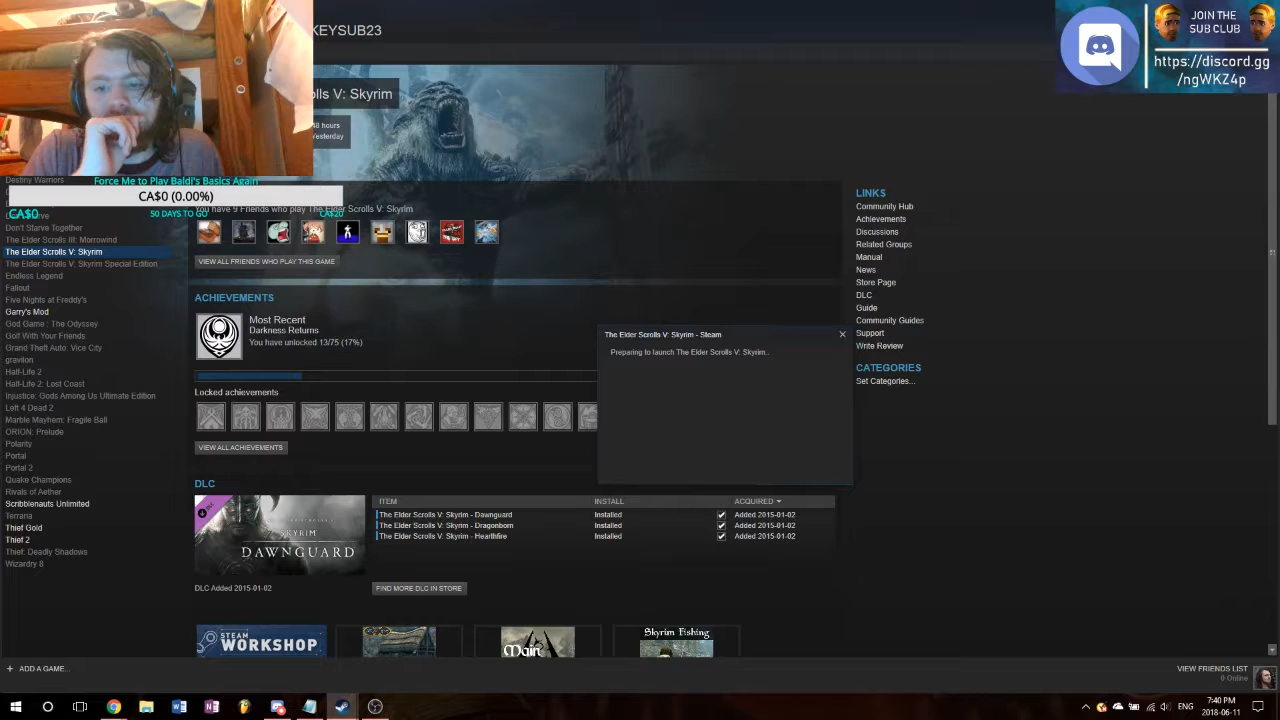 KEYSUB23
JOIN THE
SUB CLUB
https://discord.gg
/ngWKZ4p
olls V: Skyrim
48 hours
Yesterday
Destiny Warriors
Force Me to Play Baldi's Basics Again
CA$0 (0.00%)
CA$0
50 DAYS TO GO
CA$20
You have 9 Friends who play The Elder Scrolls V: Skyrim
Don't Starve Together
The Elder Scrolls III: Morrowind
The Elder Scrolls V: Skyrim
The Elder Scrolls V: Skyrim Special Edition
Endless Legend
Fallout
Five Nights at Freddy's
Garry's Mod
God Game : The Odyssey
Golf With Your Friends
Grand Theft Auto: Vice City
gravilon
Half-Life 2
Half-Life 2: Lost Coast
Injustice: Gods Among Us Ultimate Edition
Left 4 Dead 2
Marble Mayhem: Fragile Ball
ORION: Prelude
Polarity
Portal
Portal 2
Quake Champions
Rivals of Aether
Scribblenauts Unlimited
Terraria
Thief Gold
Thief 2
Thief: Deadly Shadows
Wizardry 8
VIEW ALL FRIENDS WHO PLAY THIS GAME
ACHIEVEMENTS
Most Recent
Darkness Returns
You have unlocked 13/75 (17%)
Locked achievements
VIEW ALL ACHIEVEMENTS
The Elder Scrolls V: Skyrim - Steam
Preparing to launch The Elder Scrolls V: Skyrim..
DLC
ITEM INSTALL ACQUIRED
The Elder Scrolls V: Skyrim - Dawnguard Installed Added 2015-01-02
The Elder Scrolls V: Skyrim - Dragonborn Installed Added 2015-01-02
The Elder Scrolls V: Skyrim - Hearthfire Installed Added 2015-01-02
SKYRIM
DAWNGUARD
DLC Added 2015-01-02
FIND MORE DLC IN STORE
STEAM
WORKSHOP
Main
Skyrim Fishing
LINKS
Community Hub
Achievements
Discussions
Related Groups
Manual
News
Store Page
DLC
Guide
Community Guides
Support
Write Review
CATEGORIES
Set Categories...
+ ADD A GAME...
VIEW FRIENDS LIST
0 Online
ENG
7:40 PM
2018-06-11